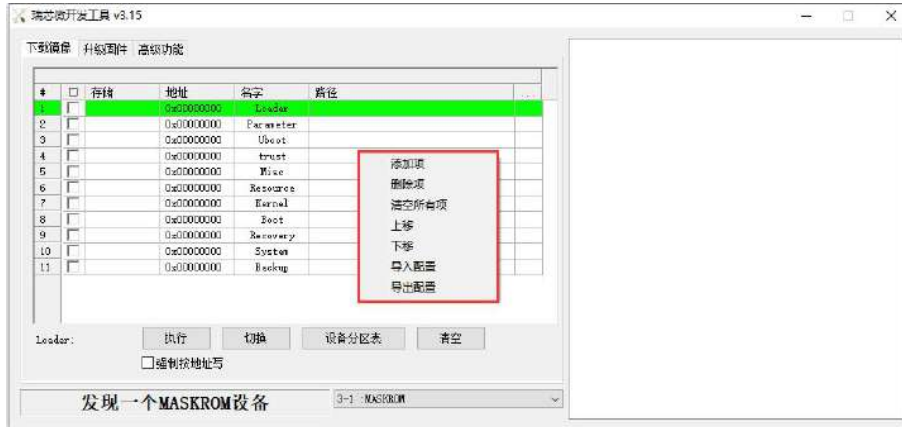 瑞芯微开发工具 v3.15
下载镜像 升级固件 高级功能
# 存储 地址 名字 路径 ...
1 0x00000000 Loader
2 0x00000000 Parameter
3 0x00000000 Uboot
4 0x00000000 trust
5 0x00000000 Misc
6 0x00000000 Resource
7 0x00000000 Kernel
8 0x00000000 Boot
9 0x00000000 Recovery
10 0x00000000 System
11 0x00000000 Backup
添加项
删除项
清空所有项
上移
下移
导入配置
导出配置
Loader: 执行 切换 设备分区表 清空
强制按地址写
发现一个MASKROM设备 3-1 :MASKROM